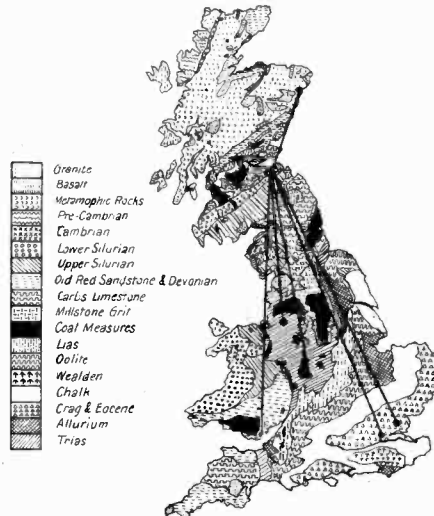 Granite
Basalt
Metamophic Rocks
Pre-Cambrian
Cambrian
Lower Silurian
Upper Silurian
Old Red Sandstone & Devonian
Carbs Limestone
Millstone Grit
Coal Measures
Lias
Oolite
Wealden
Chalk
Crag & Eocene
Alluvium
Trias